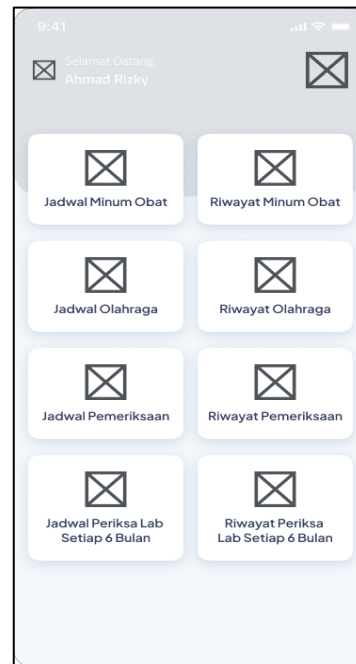 9:41
Selamat Datang,
Ahmad Rizky
Jadwal Minum Obat
Riwayat Minum Obat
Jadwal Olahraga
Riwayat Olahraga
Jadwal Pemeriksaan
Riwayat Pemeriksaan
Jadwal Periksa Lab
Setiap 6 Bulan
Riwayat Periksa
Lab Setiap 6 Bulan